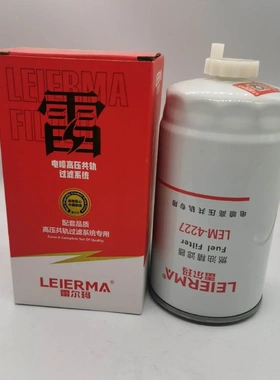 LEIERMA
FIL
雷
电喷高压共轨
过滤系统
配套品质
高压共轨过滤系统专用
LEIERMA®
雷尔玛
电喷高压共轨专用
LEM-4227
Fuel Filter
燃油精滤器
LEIERMA
雷尔玛